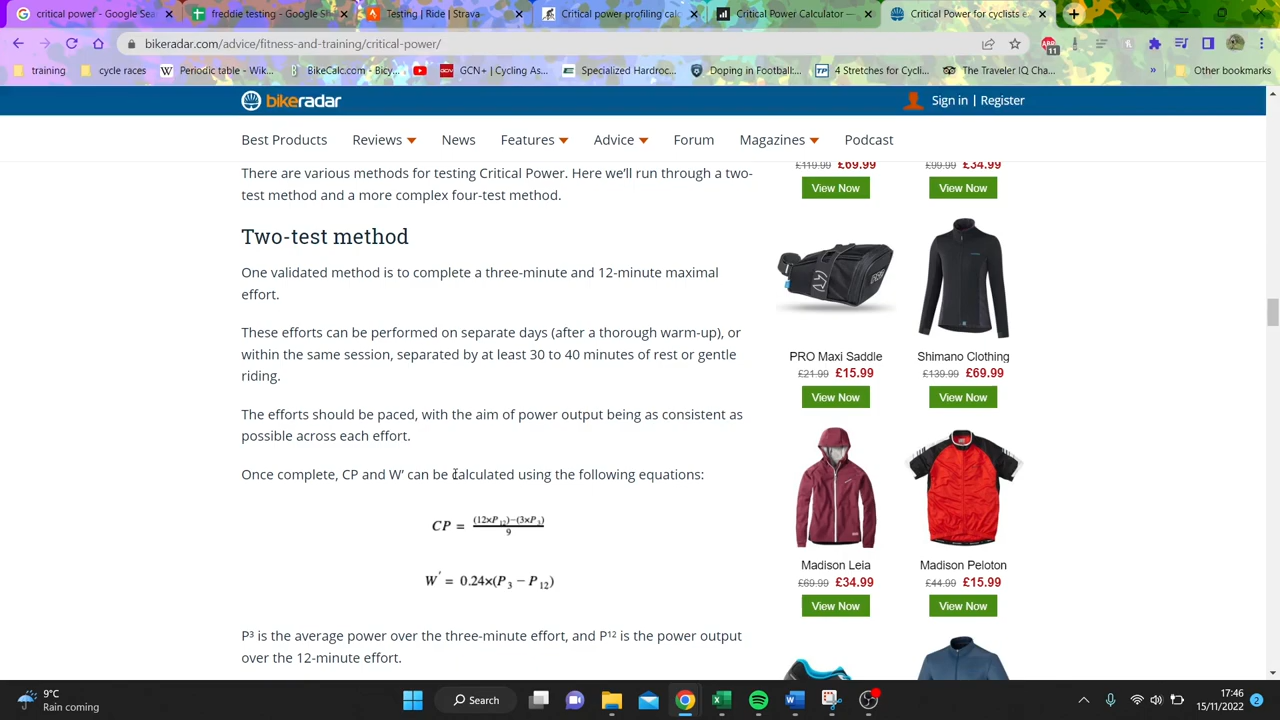 critical power - Google Sea
freddie testing - Google Sh
Testing | Ride | Strava
Critical power profiling calc
Critical Power Calculator —
Critical Power for cyclists e
bikeradar.com/advice/fitness-and-training/critical-power/
11
training
cycle races
Periodic table - Wik...
BikeCalc.com - Bicy...
GCN+ | Cycling As...
Specialized Hardroc...
Doping in Football:...
4 Stretches for Cycli...
The Traveler IQ Cha...
»
Other bookmarks
bikeradar
Sign in | Register
Best Products
Reviews
News
Features
Advice
Forum
Magazines
Podcast
There are various methods for testing Critical Power. Here we’ll run through a two-
test method and a more complex four-test method.
Two-test method
One validated method is to complete a three-minute and 12-minute maximal
effort.
These efforts can be performed on separate days (after a thorough warm-up), or
within the same session, separated by at least 30 to 40 minutes of rest or gentle
riding.
The efforts should be paced, with the aim of power output being as consistent as
possible across each effort.
Once complete, CP and W’ can be calculated using the following equations:
CP = (12×P₁₂)−(3×P₃) / 9
W′ = 0.24×(P₃ − P₁₂)
P³ is the average power over the three-minute effort, and P¹² is the power output
over the 12-minute effort.
£119.99 £69.99
View Now
£99.99 £34.99
View Now
PRO Maxi Saddle
£21.99 £15.99
View Now
Shimano Clothing
£139.99 £69.99
View Now
Madison Leia
£69.99 £34.99
View Now
Madison Peloton
£44.99 £15.99
View Now
9°C
Rain coming
Search
17:46
15/11/2022
2